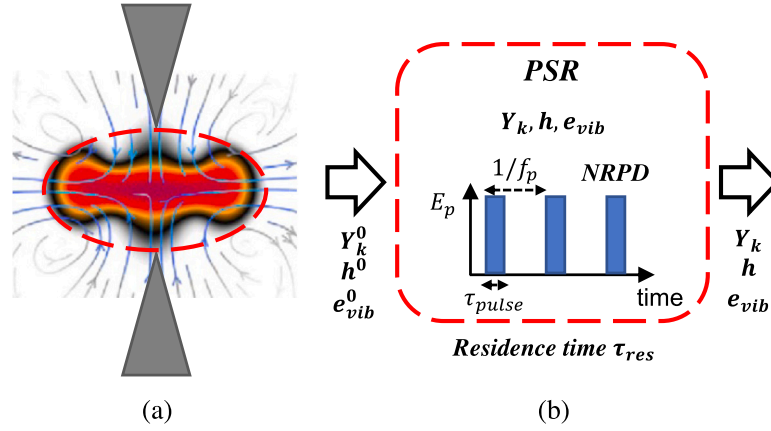 PSR
Y_k, h, e_vib
1/f_p
NRPD
E_p
τ_pulse
time
Y_k^0
h^0
e_vib^0
Y_k
h
e_vib
Residence time τ_res
(a)
(b)